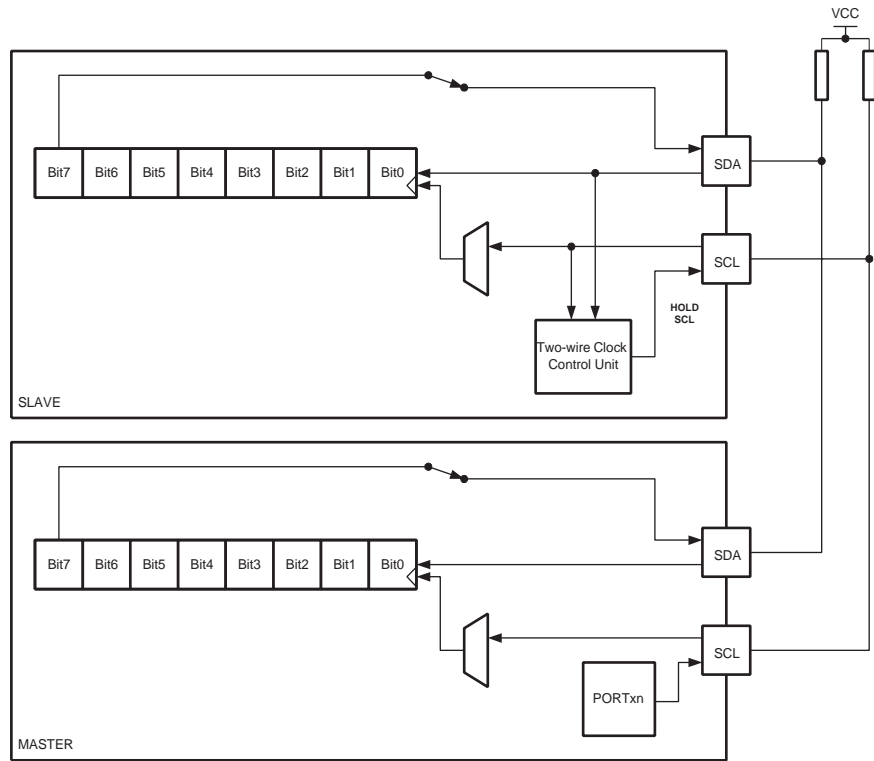 VCC
SDA
Bit7 Bit6 Bit5 Bit4 Bit3 Bit2 Bit1 Bit0
SCL
HOLD
SCL
Two-wire Clock
Control Unit
SLAVE
SDA
Bit7 Bit6 Bit5 Bit4 Bit3 Bit2 Bit1 Bit0
SCL
PORTxn
MASTER